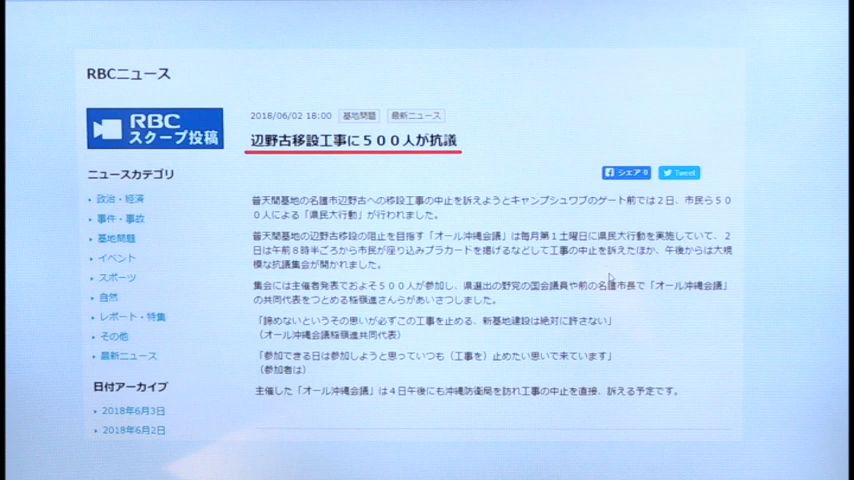 RBCニュース
RBC
スクープ投稿
2018/06/02 18:00 基地問題 最新ニュース
辺野古移設工事に５００人が抗議
シェア 0 Tweet
ニュースカテゴリ
政治・経済
事件・事故
基地問題
イベント
スポーツ
自然
レポート・特集
その他
最新ニュース
日付アーカイブ
2018年6月3日
2018年6月2日
普天間基地の名護市辺野古への移設工事の中止を訴えようとキャンプシュワブのゲート前では２日、市民ら５０
０人による「県民大行動」が行われました。
普天間基地の辺野古移設の阻止を目指す「オール沖縄会議」は毎月第１土曜日に県民大行動を実施していて、２
日は午前８時半ごろから市民が座り込みプラカードを掲げるなどして工事の中止を訴えたほか、午後からは大規
模な抗議集会が開かれました。
集会には主催者発表でおよそ５００人が参加し、県選出の野党の国会議員や前の名護市長で「オール沖縄会議」
の共同代表をつとめる稲嶺進さんらがあいさつしました。
「諦めないというその思いが必ずこの工事を止める、新基地建設は絶対に許さない」
（オール沖縄会議稲嶺進共同代表）
「参加できる日は参加しようと思っていつも（工事を）止めたい思いで来ています」
（参加者は）
主催した「オール沖縄会議」は４日午後にも沖縄防衛局を訪れ工事の中止を直接、訴える予定です。